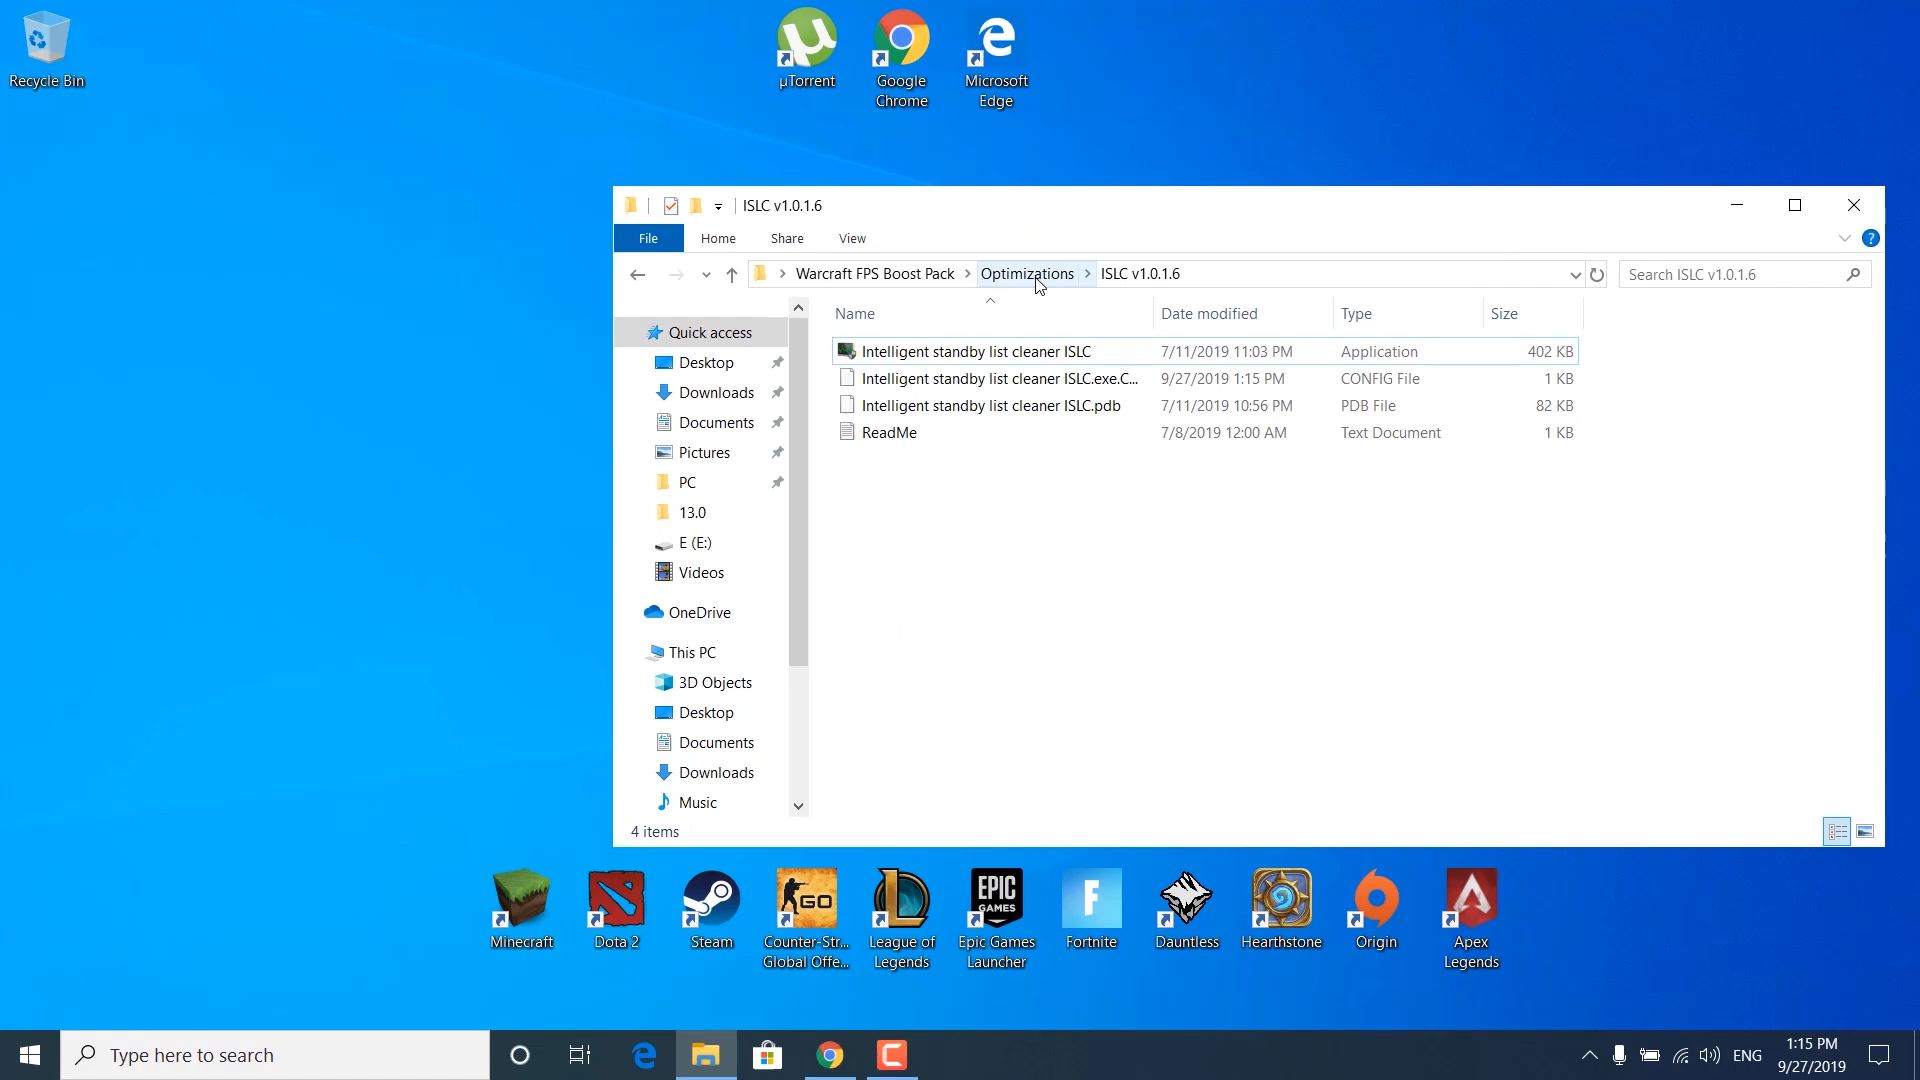 Recycle Bin
µTorrent
Google
Chrome
Microsoft
Edge
ISLC v1.0.1.6
File
Home
Share
View
Warcraft FPS Boost Pack
Optimizations
ISLC v1.0.1.6
Search ISLC v1.0.1.6
Name
Date modified
Type
Size
Quick access
Desktop
Downloads
Documents
Pictures
PC
13.0
E (E:)
Videos
OneDrive
This PC
3D Objects
Desktop
Documents
Downloads
Music
Intelligent standby list cleaner ISLC 7/11/2019 11:03 PM Application 402 KB
Intelligent standby list cleaner ISLC.exe.C... 9/27/2019 1:15 PM CONFIG File 1 KB
Intelligent standby list cleaner ISLC.pdb 7/11/2019 10:56 PM PDB File 82 KB
ReadMe 7/8/2019 12:00 AM Text Document 1 KB
4 items
GO
EPIC
GAMES
F
Minecraft
Dota 2
Steam
Counter-Str...
Global Offe...
League of
Legends
Epic Games
Launcher
Fortnite
Dauntless
Hearthstone
Origin
Apex
Legends
Type here to search
ENG
1:15 PM
9/27/2019